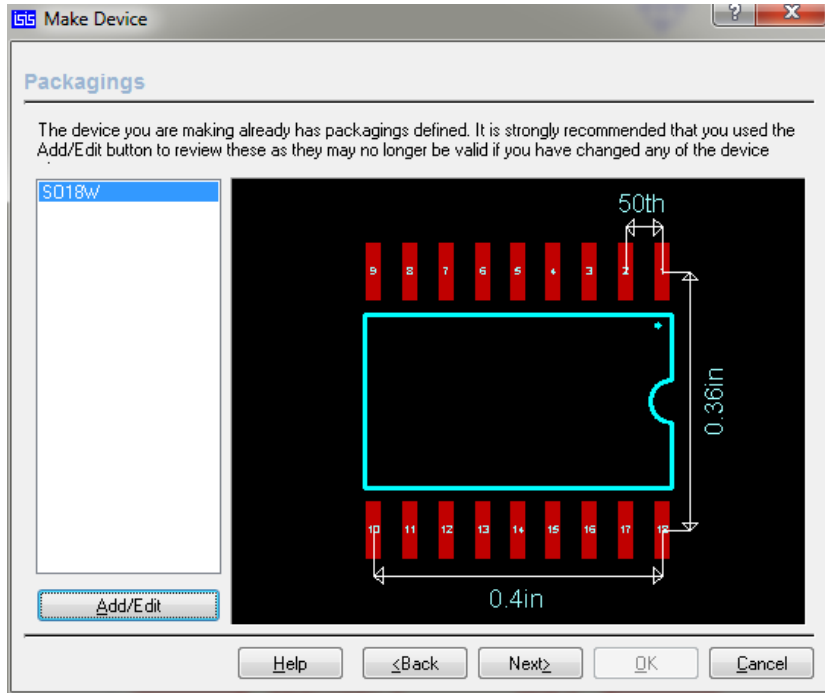 isis Make Device
?
X
Packagings
The device you are making already has packagings defined. It is strongly recommended that you used the
Add/Edit button to review these as they may no longer be valid if you have changed any of the device
SO18W
50th
9 8 7 6 5 4 3 2 1
0.36in
10 11 12 13 14 15 16 17 18
0.4in
Add/Edit
Help <Back Next> OK Cancel